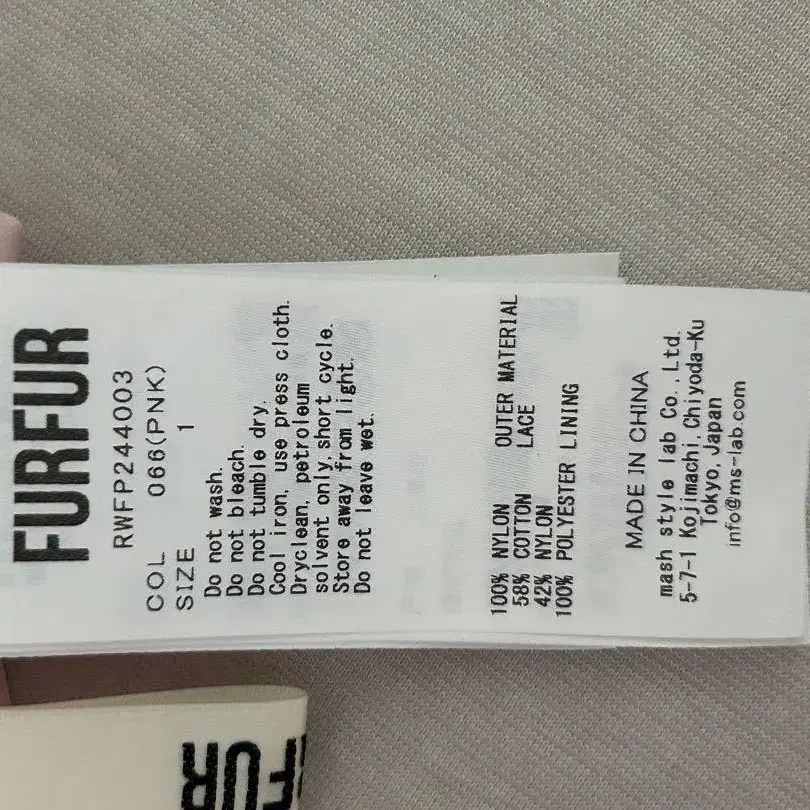 FURFUR
RWFP244003
COL 066(PNK)
SIZE 1
Do not wash.
Do not bleach.
Do not tumble dry.
Cool iron, use press cloth.
Dryclean, petroleum
solvent only, short cycle.
Store away from light.
Do not leave wet.
100% NYLON OUTER MATERIAL
58% COTTON LACE
42% NYLON
100% POLYESTER LINING
MADE IN CHINA
mash style lab Co.,Ltd.
5-7-1 Kojimachi, Chiyoda-Ku
Tokyo, Japan
info@ms-lab.com